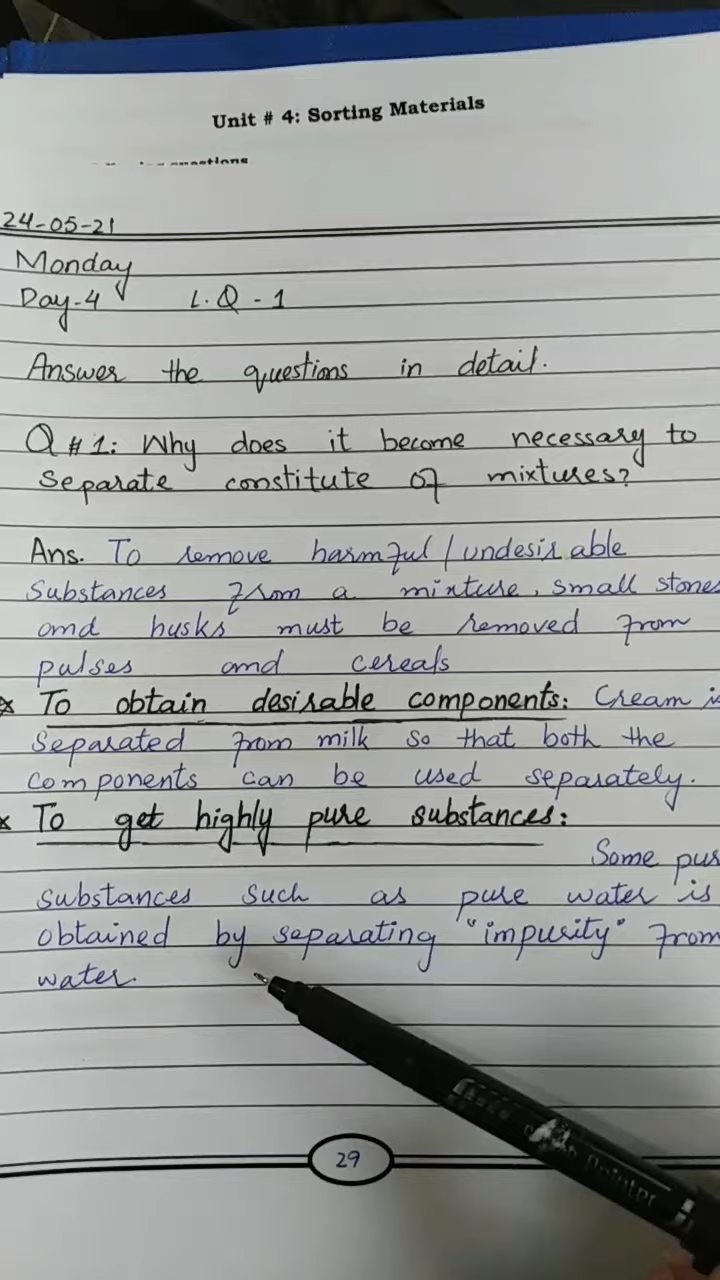 Unit # 4: Sorting Materials
24-05-21
Monday
Day-4 L.Q-1
Answer the questions in detail.
Q #1: Why does it become necessary to
separate constitute of mixtures?
Ans. To remove harmful/undesirable
substances from a mixture, small stones
and husks must be removed from
pulses and cereals
* To obtain desirable components: Cream is
separated from milk so that both the
components can be used separately.
* To get highly pure substances:
Some pur
substances such as pure water is
obtained by separating "impurity" from
water.
29
Pointer